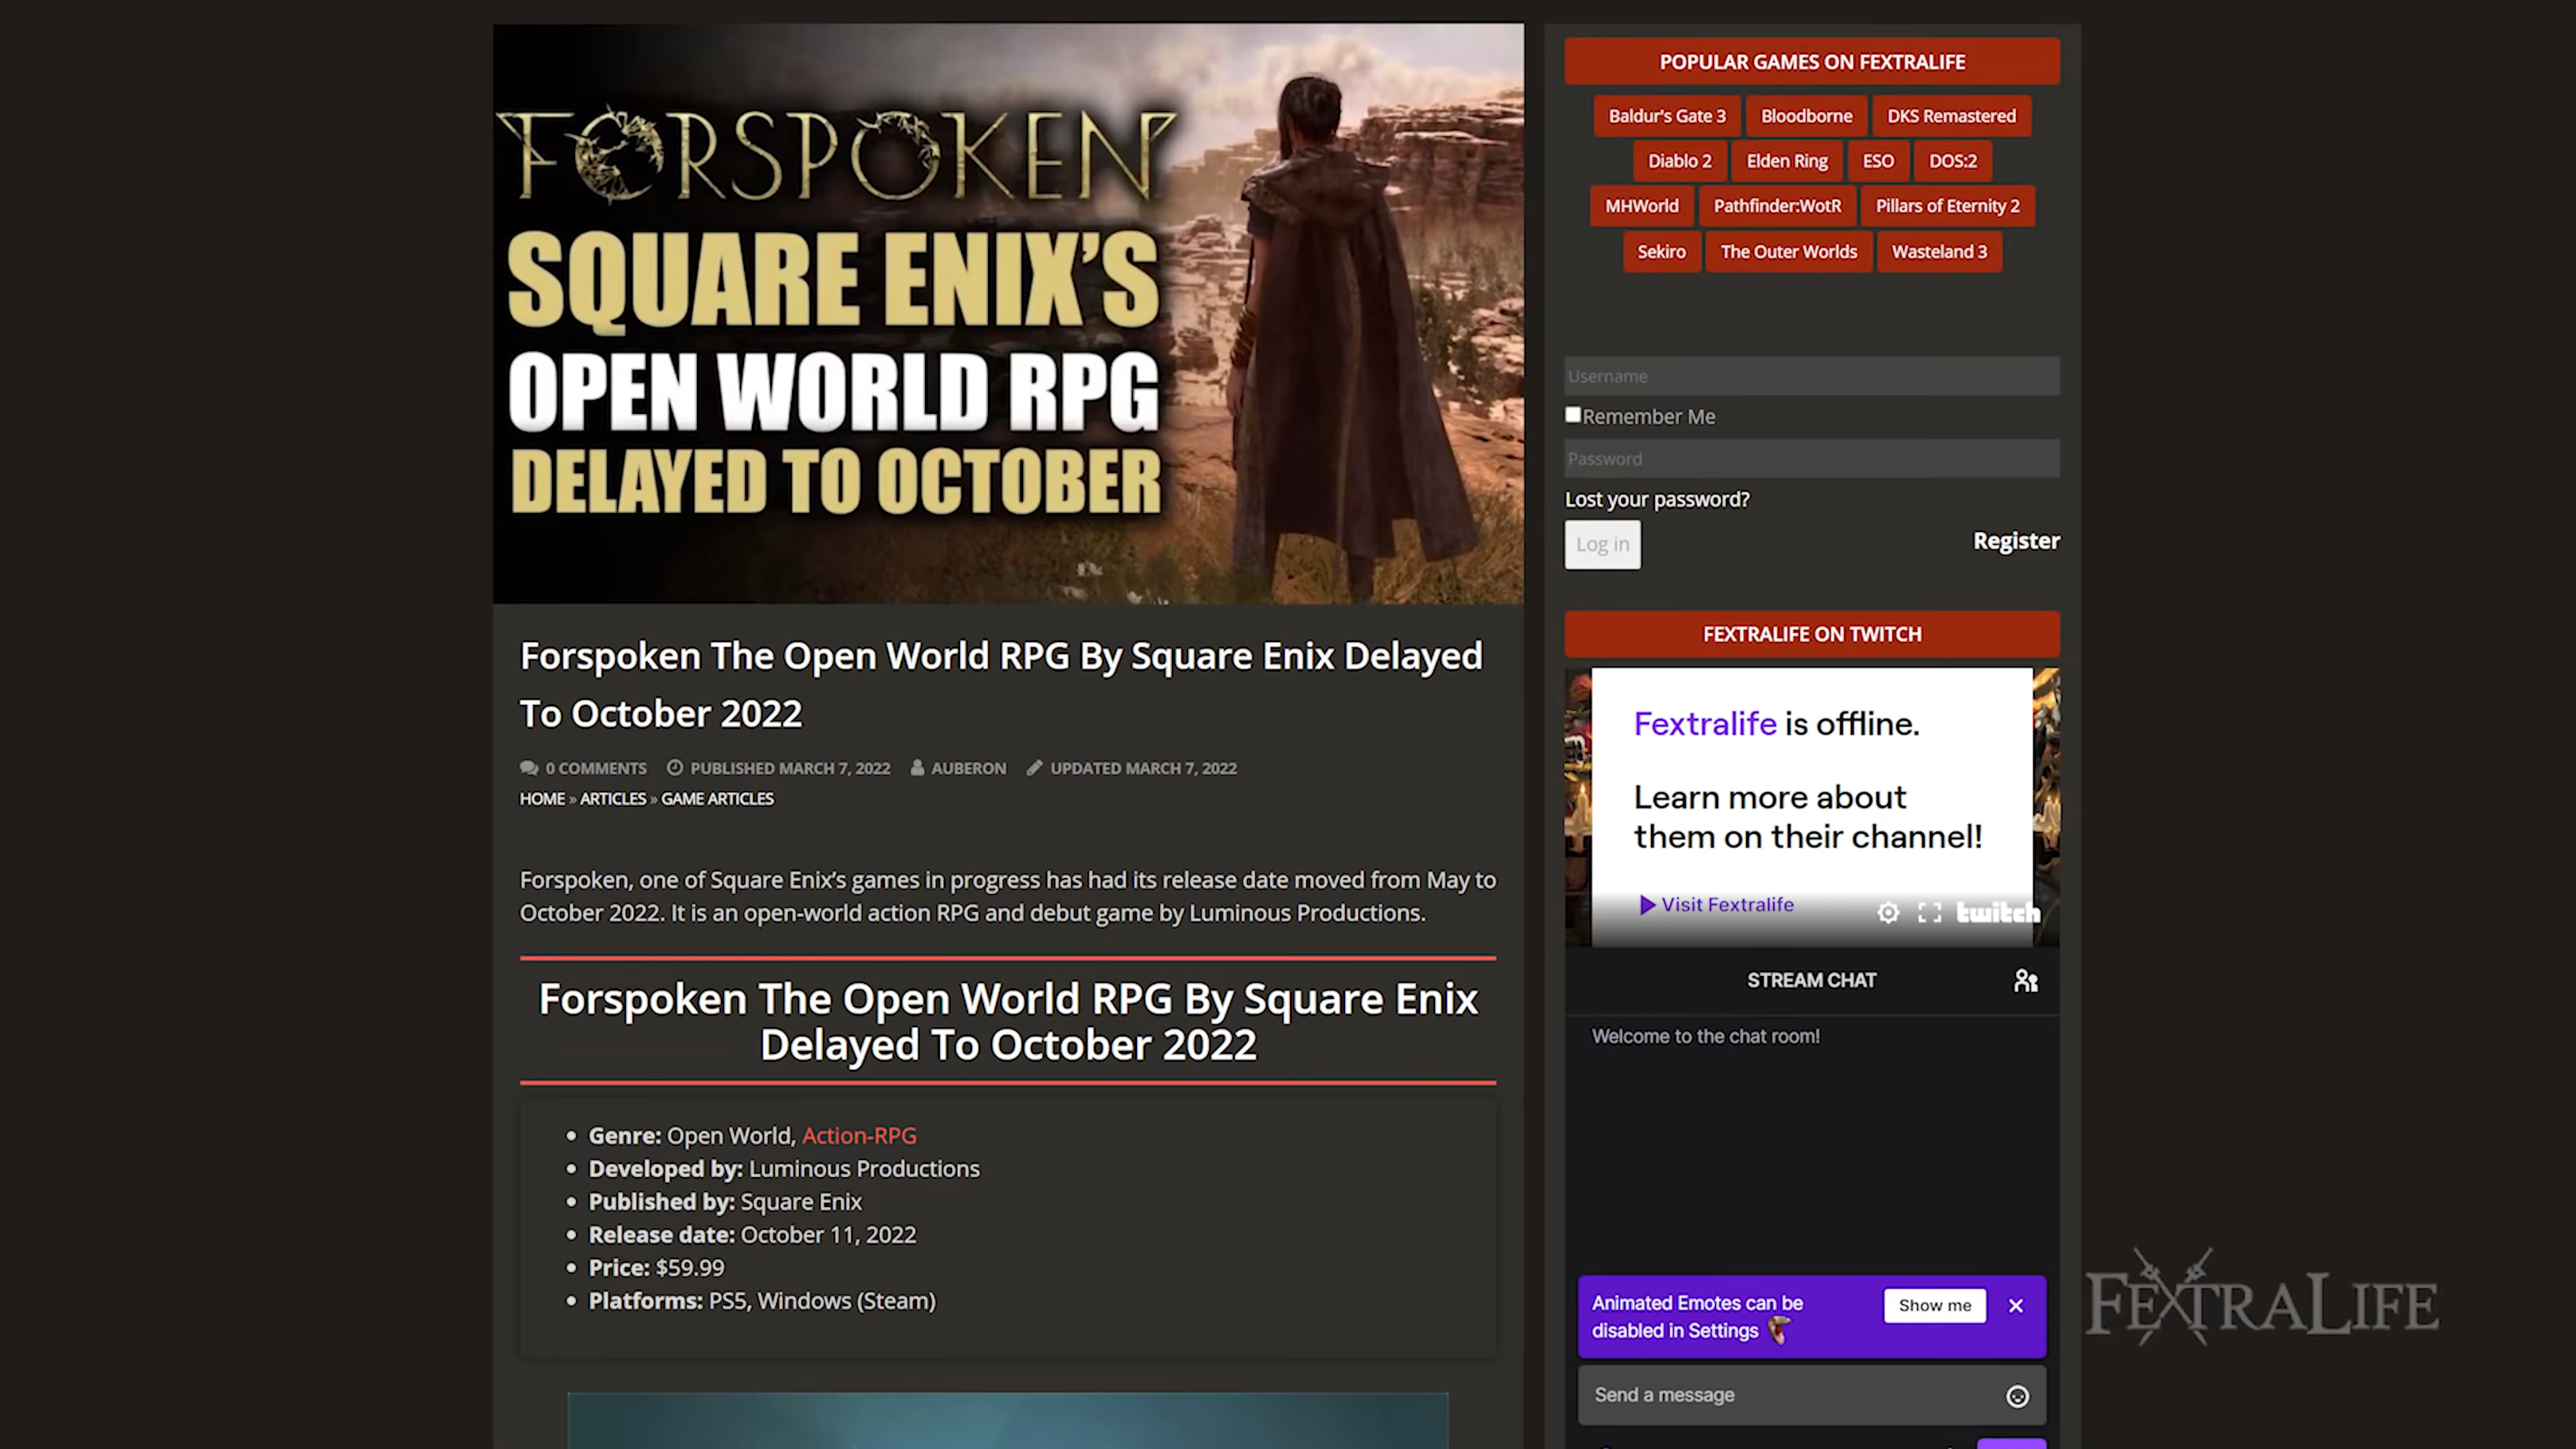 FORSPOKEN
SQUARE ENIX'S
OPEN WORLD RPG
DELAYED TO OCTOBER
Forspoken The Open World RPG By Square Enix Delayed
To October 2022
0 COMMENTS PUBLISHED MARCH 7, 2022 AUBERON UPDATED MARCH 7, 2022
HOME » ARTICLES » GAME ARTICLES
Forspoken, one of Square Enix's games in progress has had its release date moved from May to
October 2022. It is an open-world action RPG and debut game by Luminous Productions.
Forspoken The Open World RPG By Square Enix
Delayed To October 2022
• Genre: Open World, Action-RPG
• Developed by: Luminous Productions
• Published by: Square Enix
• Release date: October 11, 2022
• Price: $59.99
• Platforms: PS5, Windows (Steam)
POPULAR GAMES ON FEXTRALIFE
Baldur's Gate 3 Bloodborne DKS Remastered
Diablo 2 Elden Ring ESO DOS:2
MHWorld Pathfinder:WotR Pillars of Eternity 2
Sekiro The Outer Worlds Wasteland 3
Username
Remember Me
Password
Lost your password?
Log in Register
FEXTRALIFE ON TWITCH
Fextralife is offline.
Learn more about
them on their channel!
Visit Fextralife twitch
STREAM CHAT
Welcome to the chat room!
Animated Emotes can be
disabled in Settings
Show me
Send a message
FEXTRALIFE